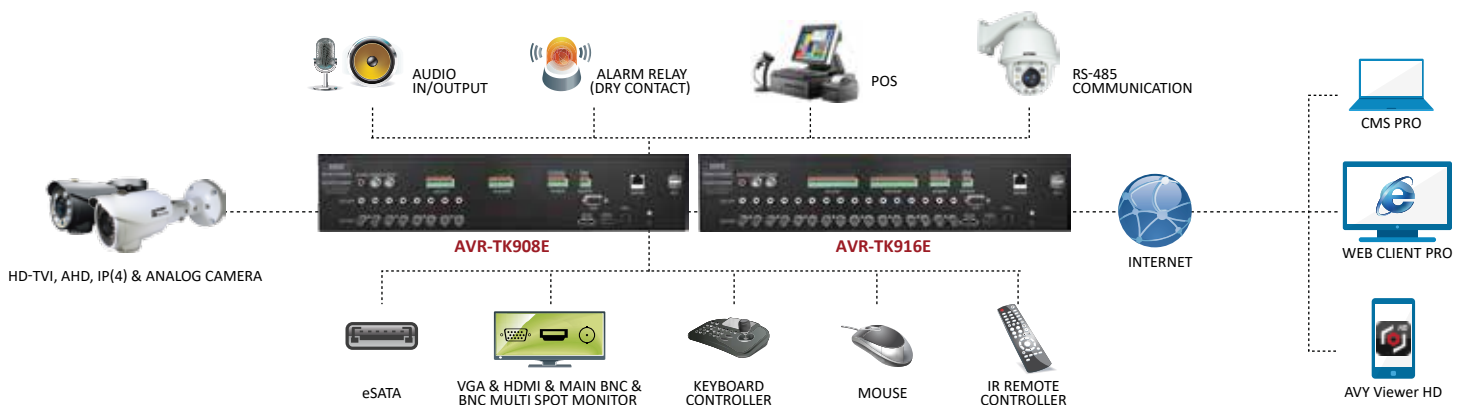 AUDIO
IN/OUTPUT
ALARM RELAY
(DRY CONTACT)
POS
RS-485
COMMUNICATION
CMS PRO
HD-TVI, AHD, IP(4) & ANALOG CAMERA
AVR-TK908E
AVR-TK916E
INTERNET
WEB CLIENT PRO
eSATA
VGA & HDMI & MAIN BNC &
BNC MULTI SPOT MONITOR
KEYBOARD
CONTROLLER
MOUSE
IR REMOTE
CONTROLLER
HD
AVY Viewer HD